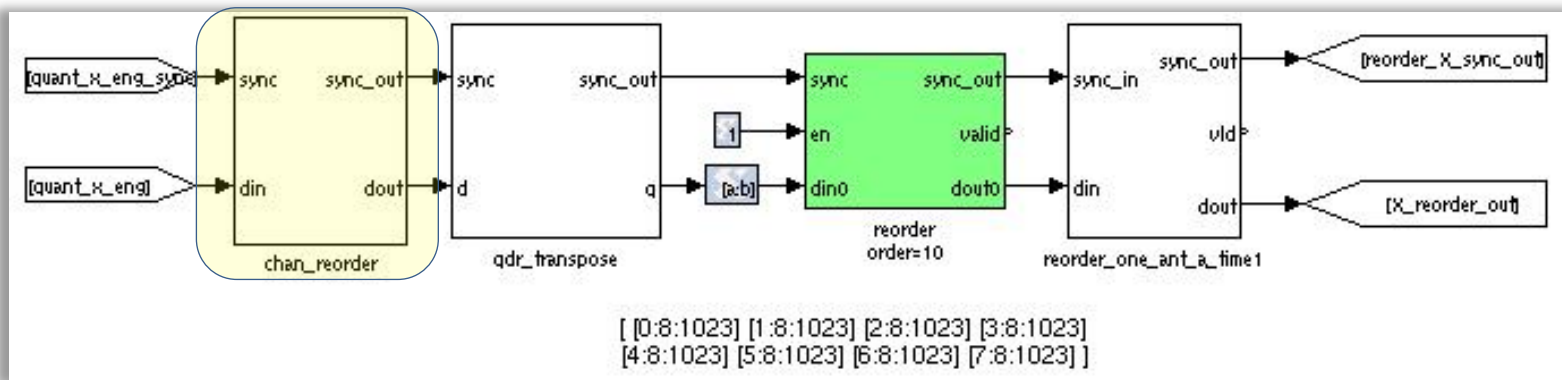 [quant_x_eng_sync]
sync
sync_out
sync
sync_out
sync
sync_out
sync_in
sync_out
[reorder_X_sync_out]
1
en
valid
vld
[quant_x_eng]
din
dout
d
q
[a:b]
din0
dout0
din
dout
[X_reorder_out]
chan_reorder
qdr_transpose
reorder
order=10
reorder_one_ant_a_time1
[ [0:8:1023] [1:8:1023] [2:8:1023] [3:8:1023]
[4:8:1023] [5:8:1023] [6:8:1023] [7:8:1023] ]